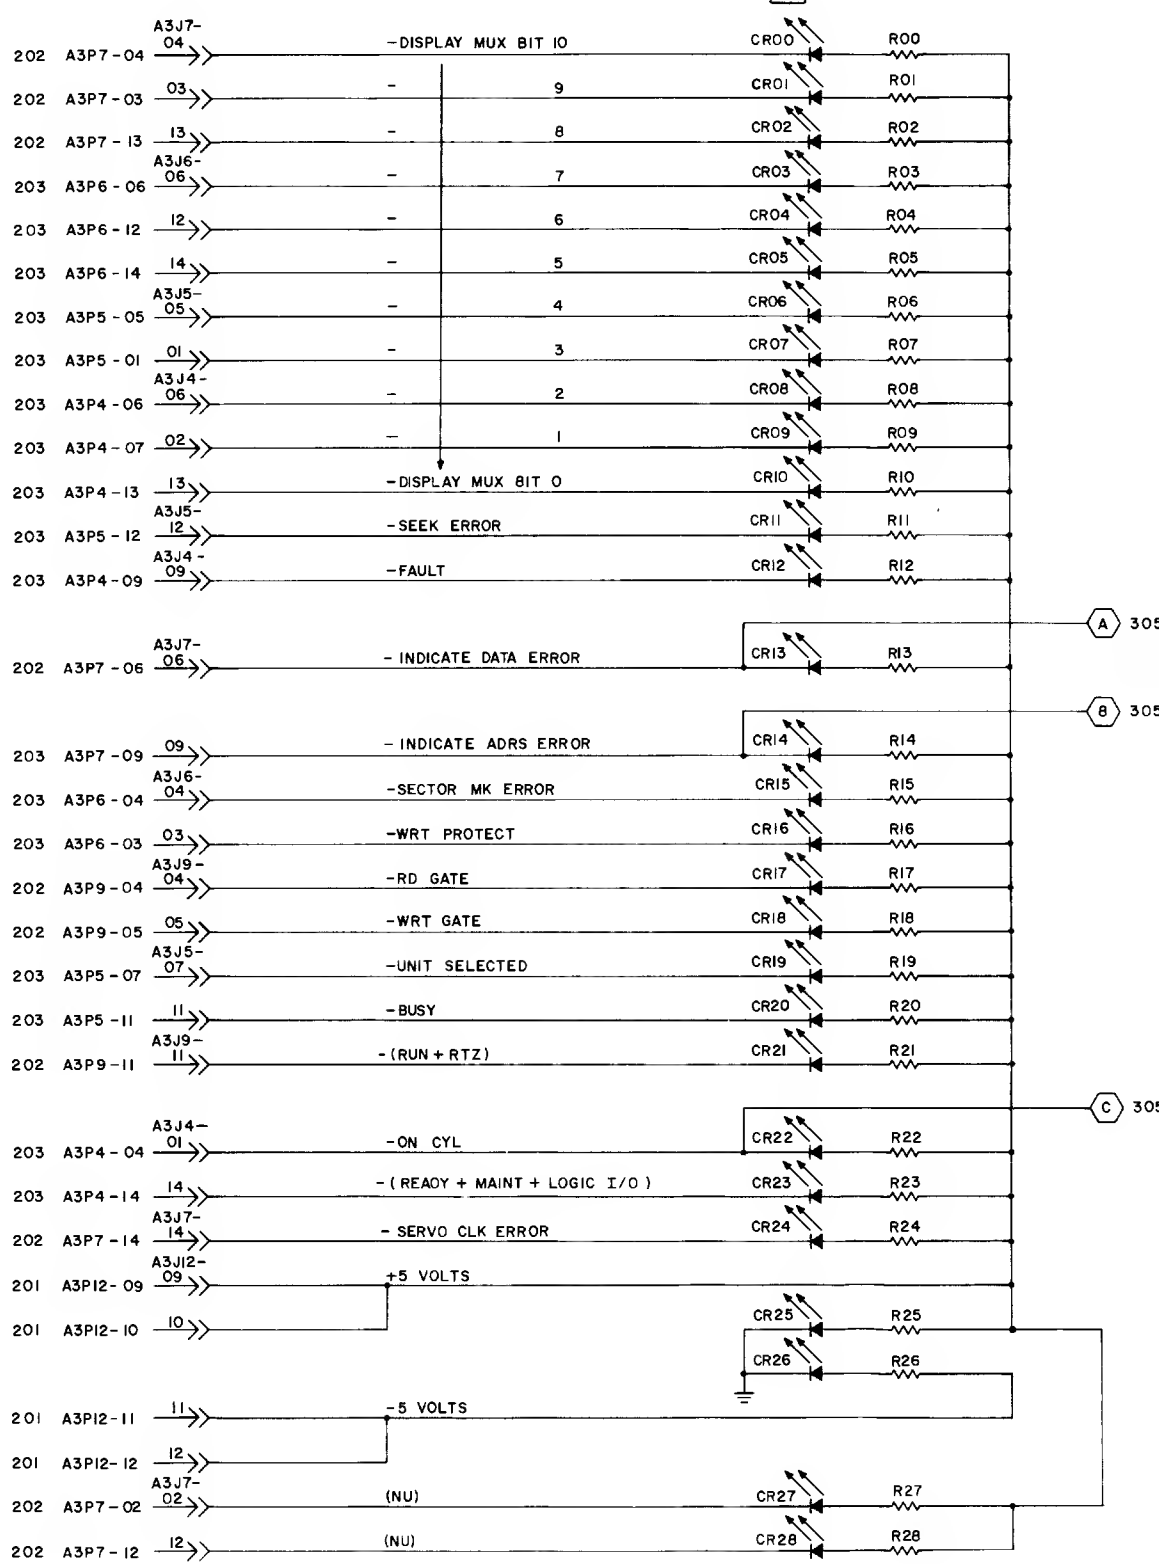 A3J7-
202 A3P7-04 04 -DISPLAY MUX BIT 10 CR00 R00
202 A3P7-03 03 - 9 CR01 R01
202 A3P7-13 13 - 8 CR02 R02
A3J6-
203 A3P6-06 06 - 7 CR03 R03
203 A3P6-12 12 - 6 CR04 R04
203 A3P6-14 14 - 5 CR05 R05
A3J5-
203 A3P5-05 05 - 4 CR06 R06
203 A3P5-01 01 - 3 CR07 R07
A3J4-
203 A3P4-06 06 - 2 CR08 R08
203 A3P4-07 02 - 1 CR09 R09
203 A3P4-13 13 -DISPLAY MUX BIT 0 CR10 R10
A3J5-
203 A3P5-12 12 -SEEK ERROR CR11 R11
A3J4-
203 A3P4-09 09 -FAULT CR12 R12
A 305
A3J7-
202 A3P7-06 06 -INDICATE DATA ERROR CR13 R13
B 305
203 A3P7-09 09 -INDICATE ADRS ERROR CR14 R14
A3J6-
203 A3P6-04 04 -SECTOR MK ERROR CR15 R15
203 A3P6-03 03 -WRT PROTECT CR16 R16
A3J9-
202 A3P9-04 04 -RD GATE CR17 R17
202 A3P9-05 05 -WRT GATE CR18 R18
A3J5-
203 A3P5-07 07 -UNIT SELECTED CR19 R19
203 A3P5-11 11 -BUSY CR20 R20
A3J9-
202 A3P9-11 11 -(RUN+RTZ) CR21 R21
C 305
A3J4-
203 A3P4-04 01 -ON CYL CR22 R22
203 A3P4-14 14 -(READY + MAINT + LOGIC I/O) CR23 R23
A3J7-
202 A3P7-14 14 -SERVO CLK ERROR CR24 R24
A3J12-
201 A3P12-09 09 +5 VOLTS
201 A3P12-10 10 CR25 R25
CR26 R26
201 A3P12-11 11 -5 VOLTS
201 A3P12-12 12
A3J7-
202 A3P7-02 02 (NU) CR27 R27
202 A3P7-12 12 (NU) CR28 R28